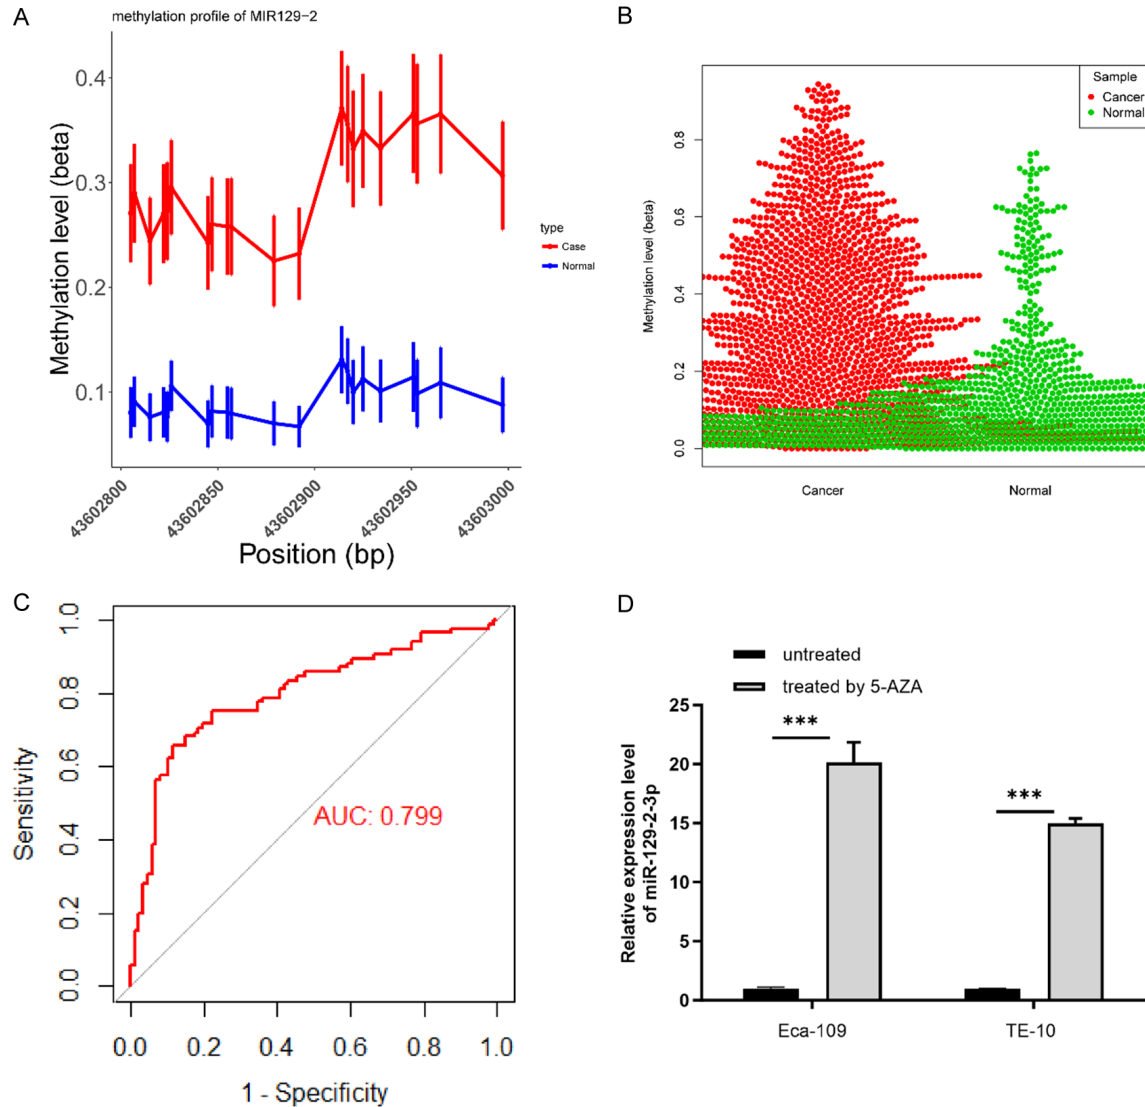 A
methylation profile of MIR129−2
0.4
0.3
0.2
0.1
Methylation level (beta)
43602800
43602850
43602900
43602950
43603000
Position (bp)
type
Case
Normal
B
Sample
Cancer
Normal
0.8
0.6
0.4
0.2
0.0
Methylation level (beta)
Cancer
Normal
C
1.0
0.8
0.6
0.4
0.2
0.0
Sensitivity
AUC: 0.799
0.0 0.2 0.4 0.6 0.8 1.0
1 - Specificity
D
untreated
treated by 5-AZA
25
20
15
10
5
0
Relative expression level
of miR-129-2-3p
***
***
Eca-109
TE-10